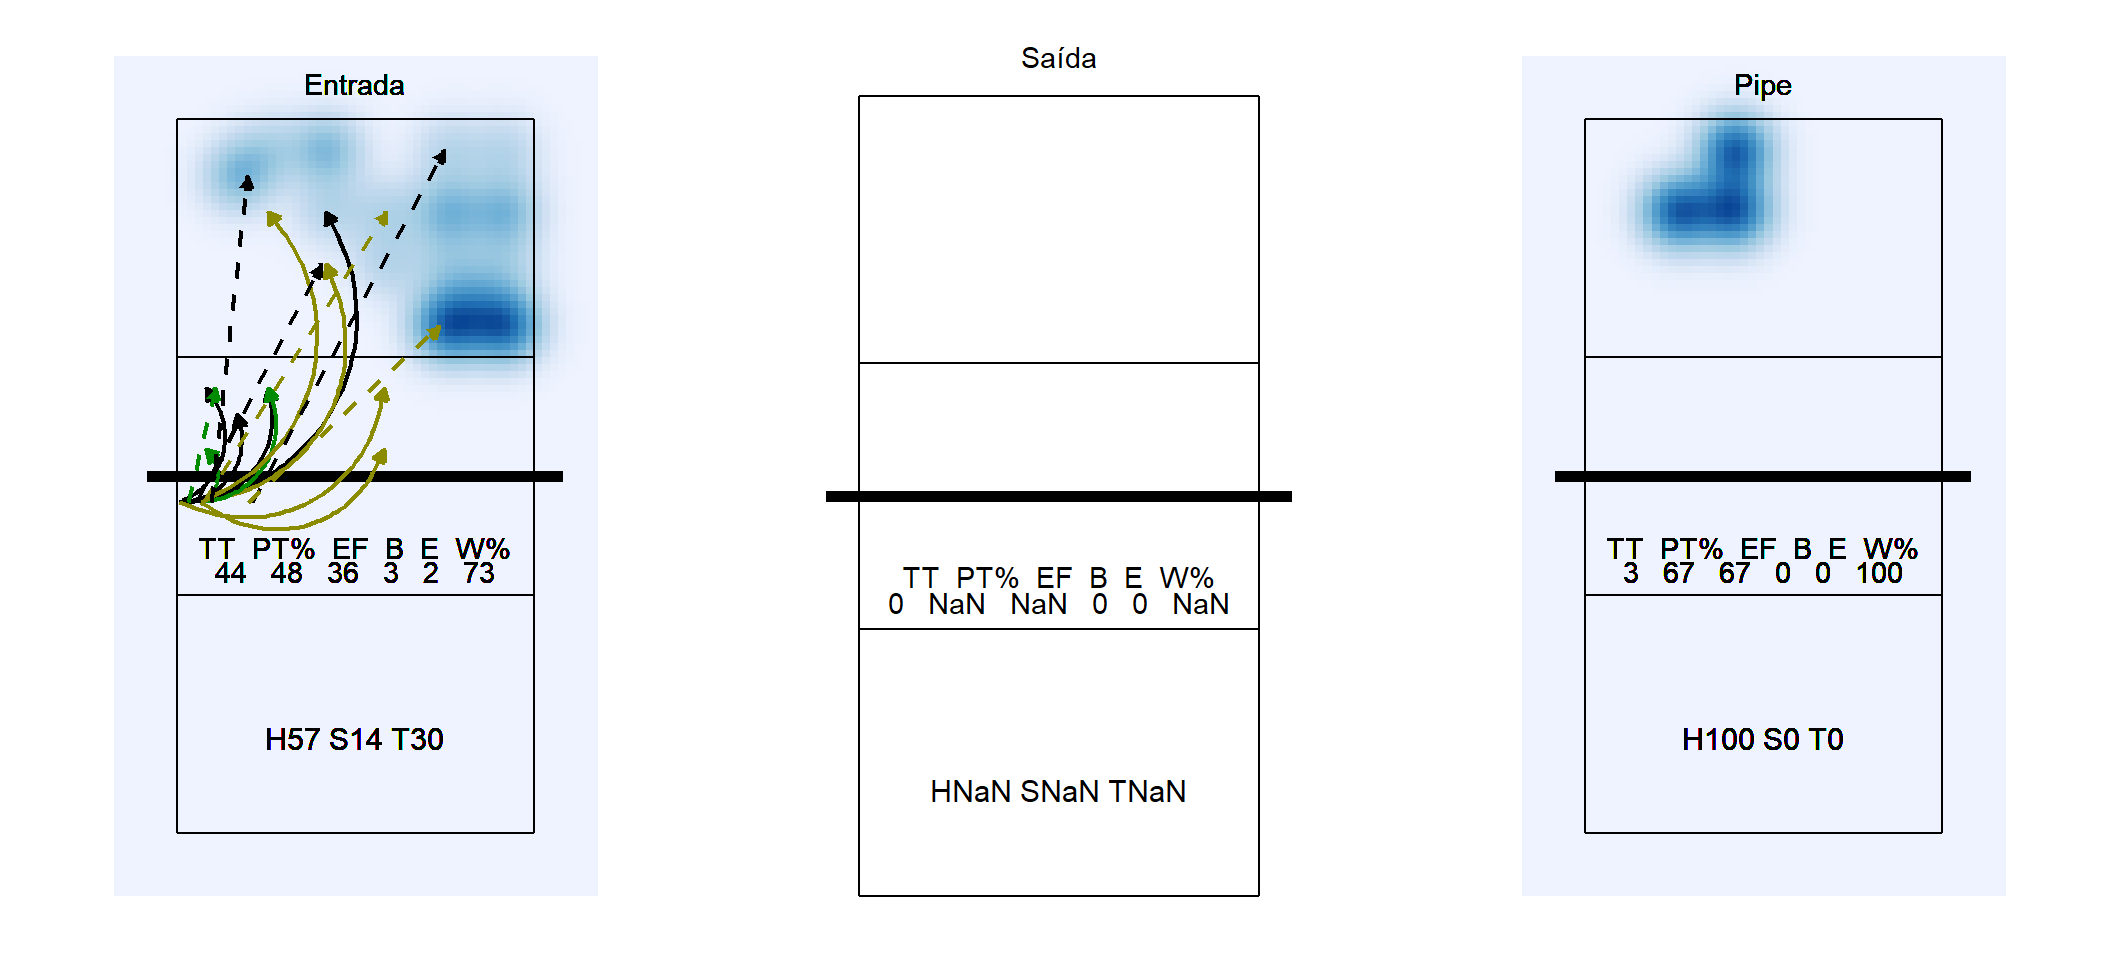 Entrada
TT PT% EF B E W%
44 48 36 3 2 73
H57 S14 T30
Saída
TT PT% EF B E W%
0 NaN NaN 0 0 NaN
HNaN SNaN TNaN
Pipe
TT PT% EF B E W%
3 67 67 0 0 100
H100 S0 T0